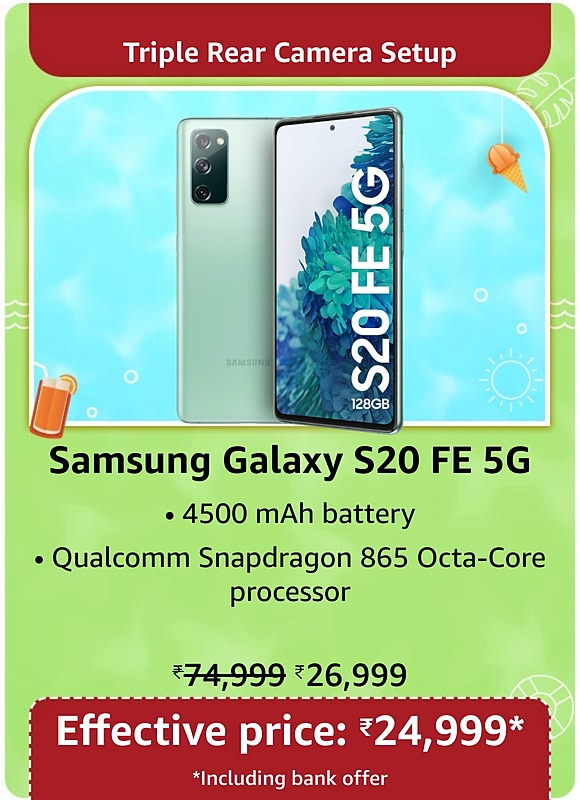 Triple Rear Camera Setup
SAMSUNG
S20 FE 5G
128GB
Samsung Galaxy S20 FE 5G
• 4500 mAh battery
• Qualcomm Snapdragon 865 Octa-Core
processor
₹74,999 ₹26,999
Effective price: ₹24,999*
*Including bank offer